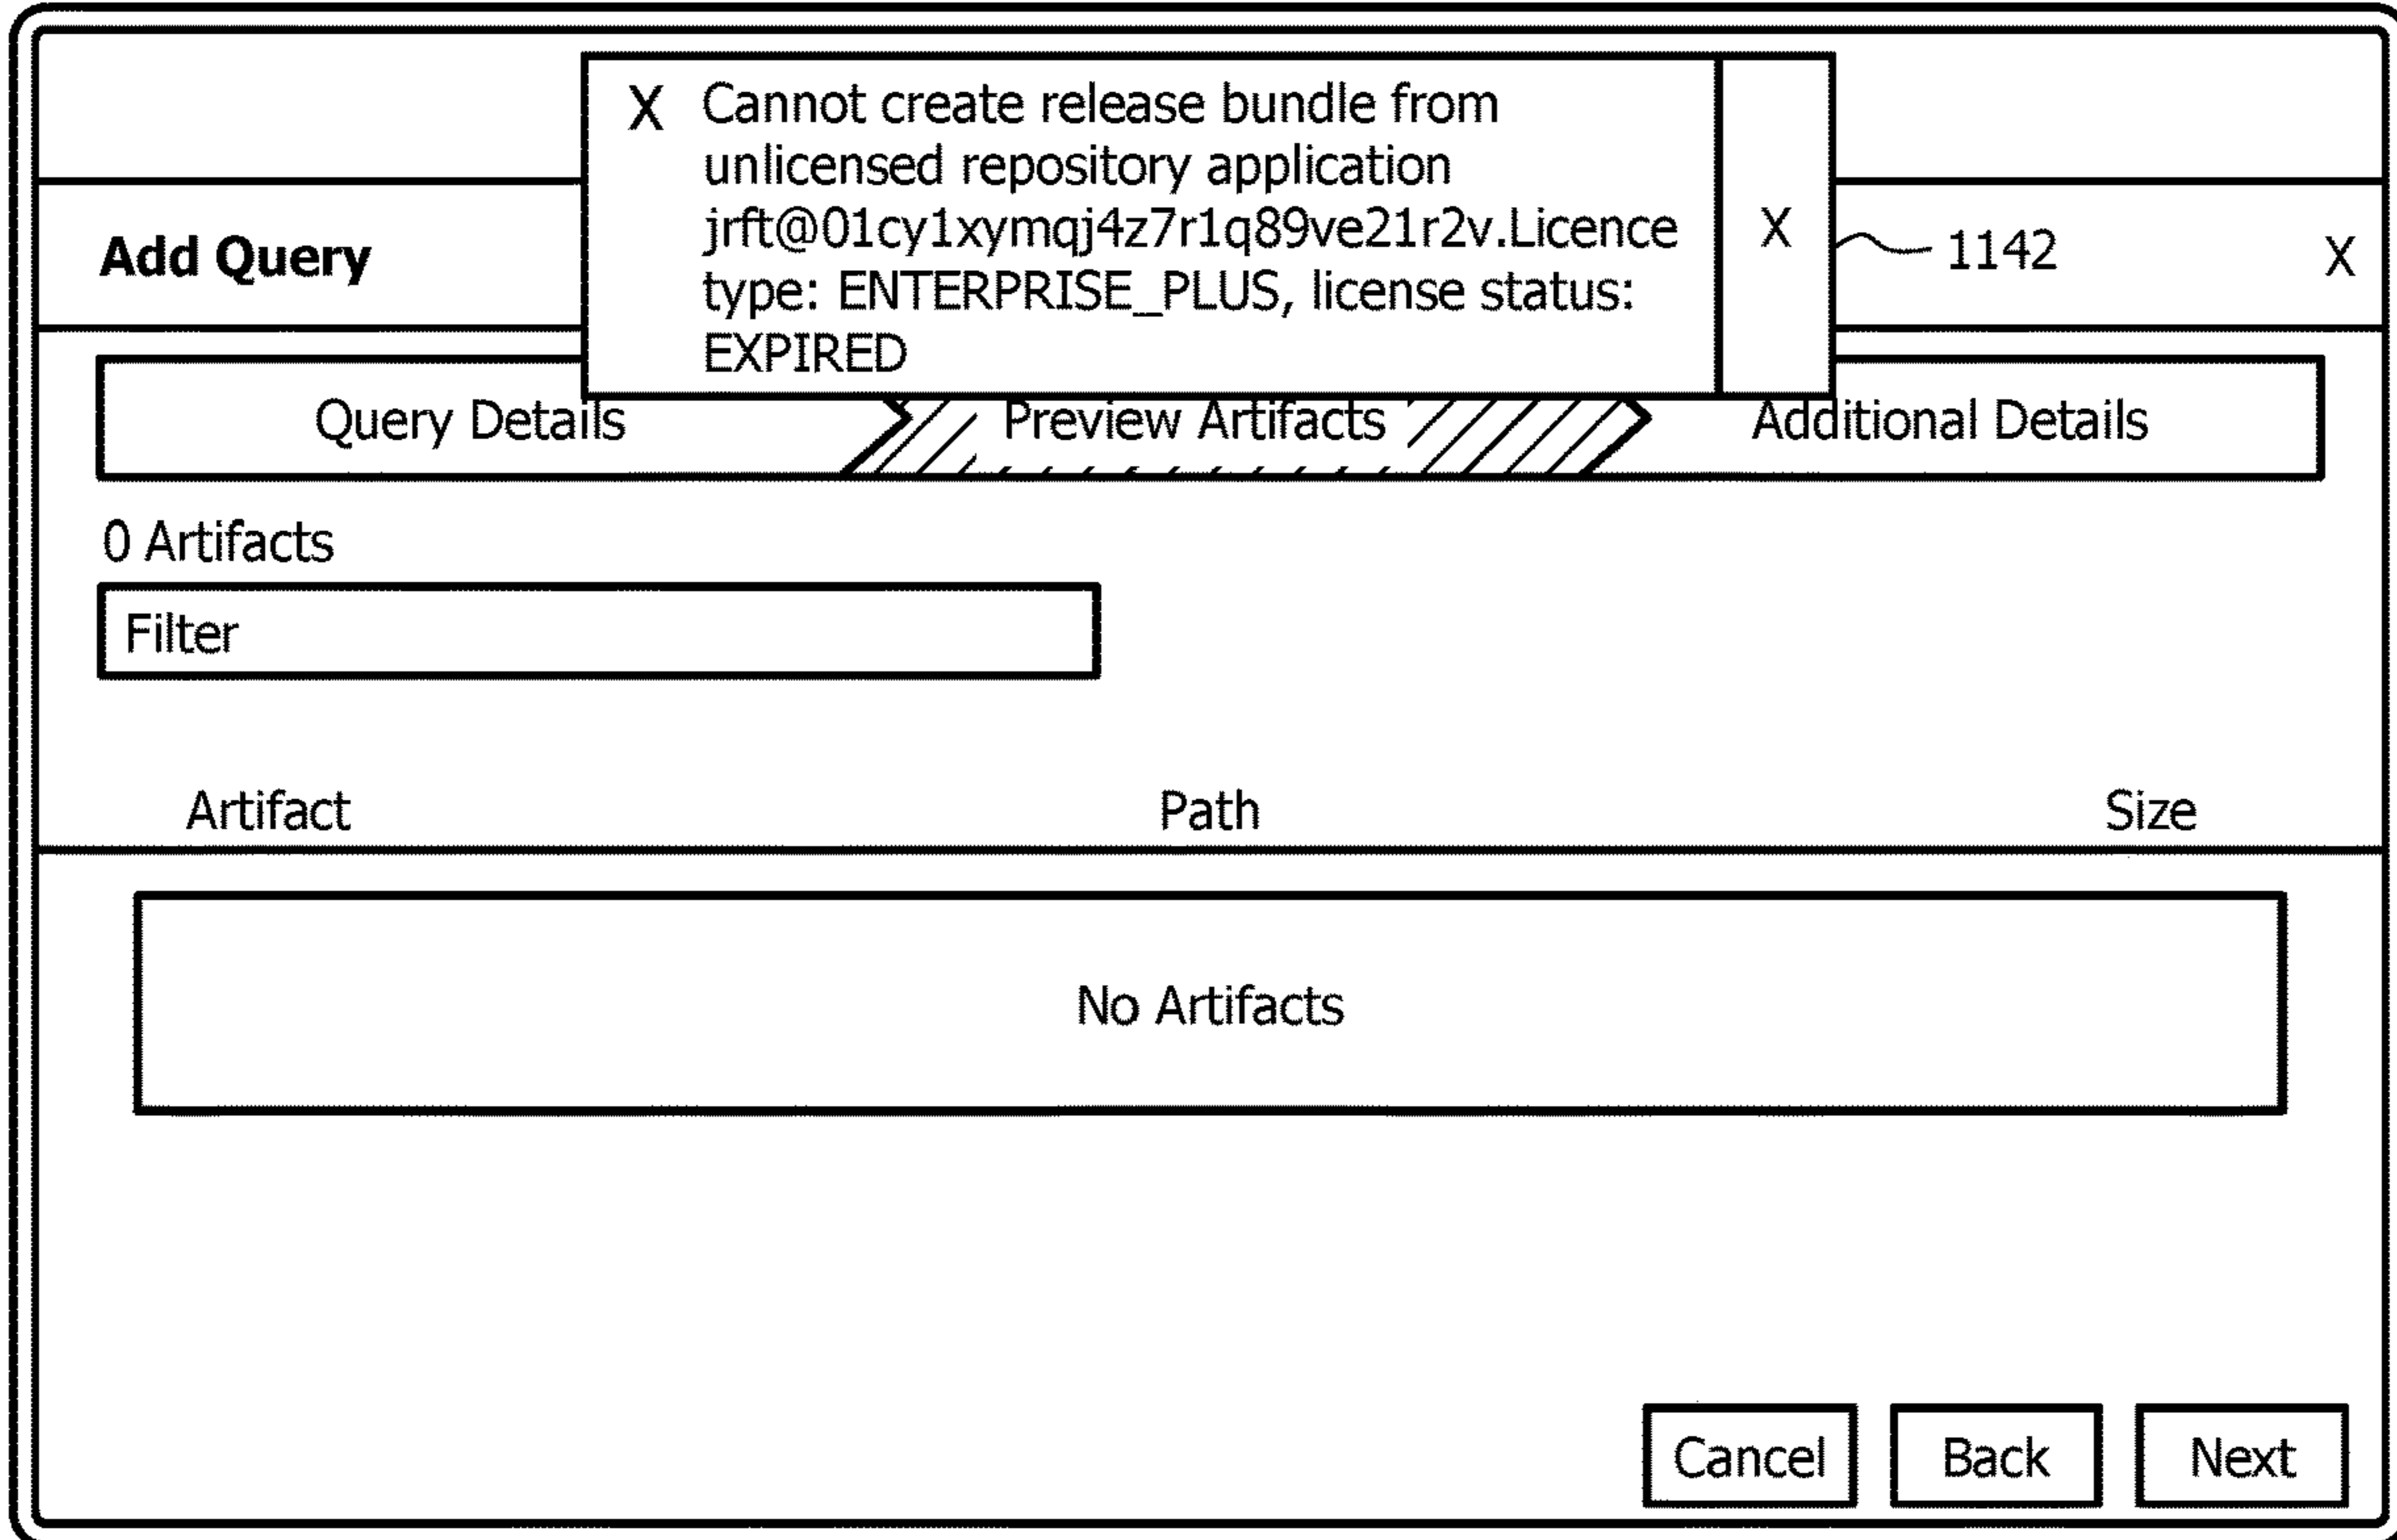 X Cannot create release bundle from
unlicensed repository application
jrft@01cy1xymqj4z7r1q89ve21r2v.Licence
type: ENTERPRISE_PLUS, license status:
EXPIRED
X
1142
Add Query
X
Query Details
Preview Artifacts
Additional Details
0 Artifacts
Filter
Artifact Path Size
No Artifacts
Cancel Back Next